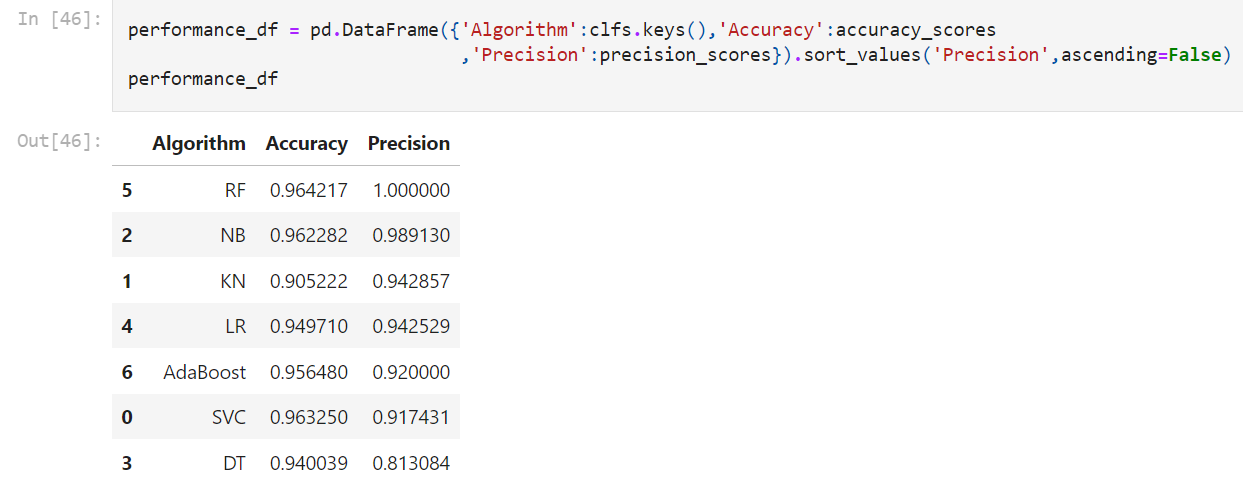 In [46]:
performance_df = pd.DataFrame({'Algorithm':clfs.keys(),'Accuracy':accuracy_scores
,'Precision':precision_scores}).sort_values('Precision',ascending=False)
performance_df
Out[46]:
Algorithm Accuracy Precision
5 RF 0.964217 1.000000
2 NB 0.962282 0.989130
1 KN 0.905222 0.942857
4 LR 0.949710 0.942529
6 AdaBoost 0.956480 0.920000
0 SVC 0.963250 0.917431
3 DT 0.940039 0.813084